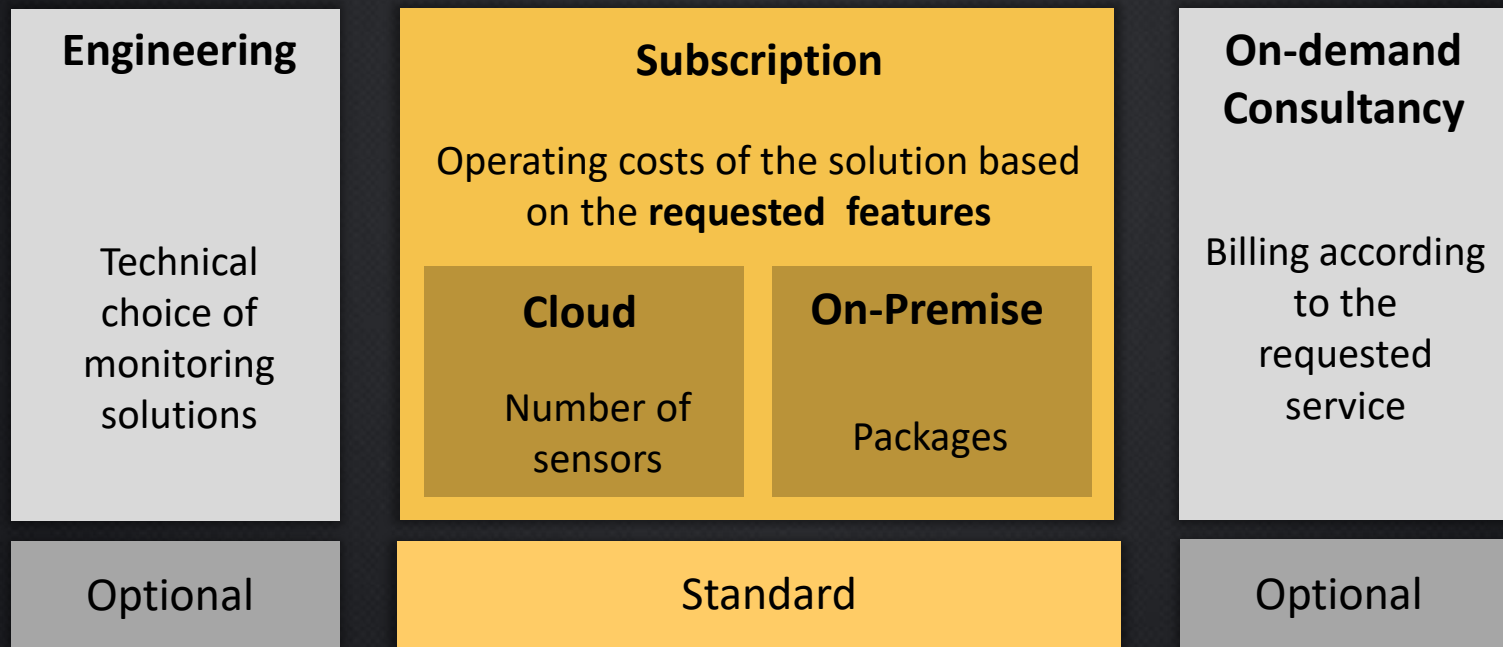 Engineering
Technical
choice of
monitoring
solutions
Optional
Subscription
Operating costs of the solution based
on the requested features
Cloud
Number of
sensors
On-Premise
Packages
Standard
On-demand
Consultancy
Billing according
to the
requested
service
Optional